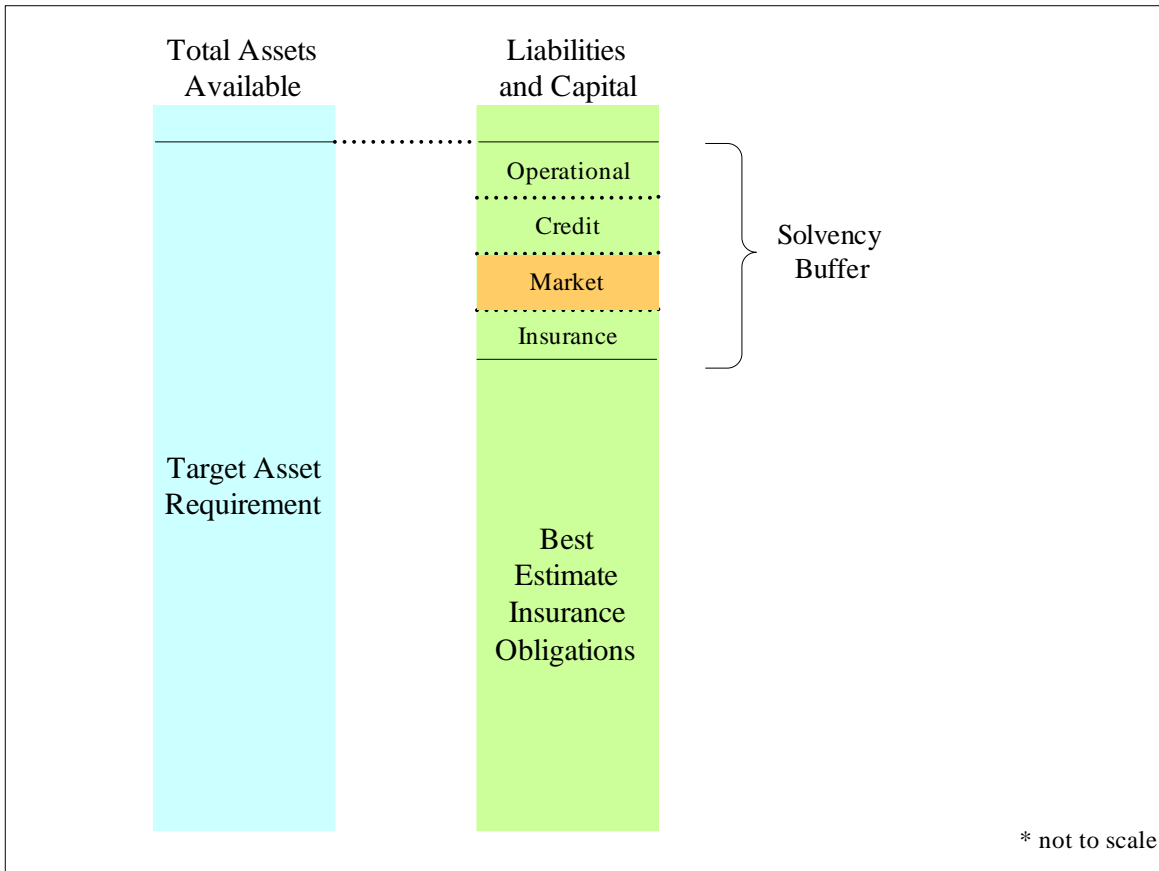 Total Assets
Available
Liabilities
and Capital
Operational
Credit
Market
Insurance
Solvency
Buffer
Target Asset
Requirement
Best
Estimate
Insurance
Obligations
* not to scale